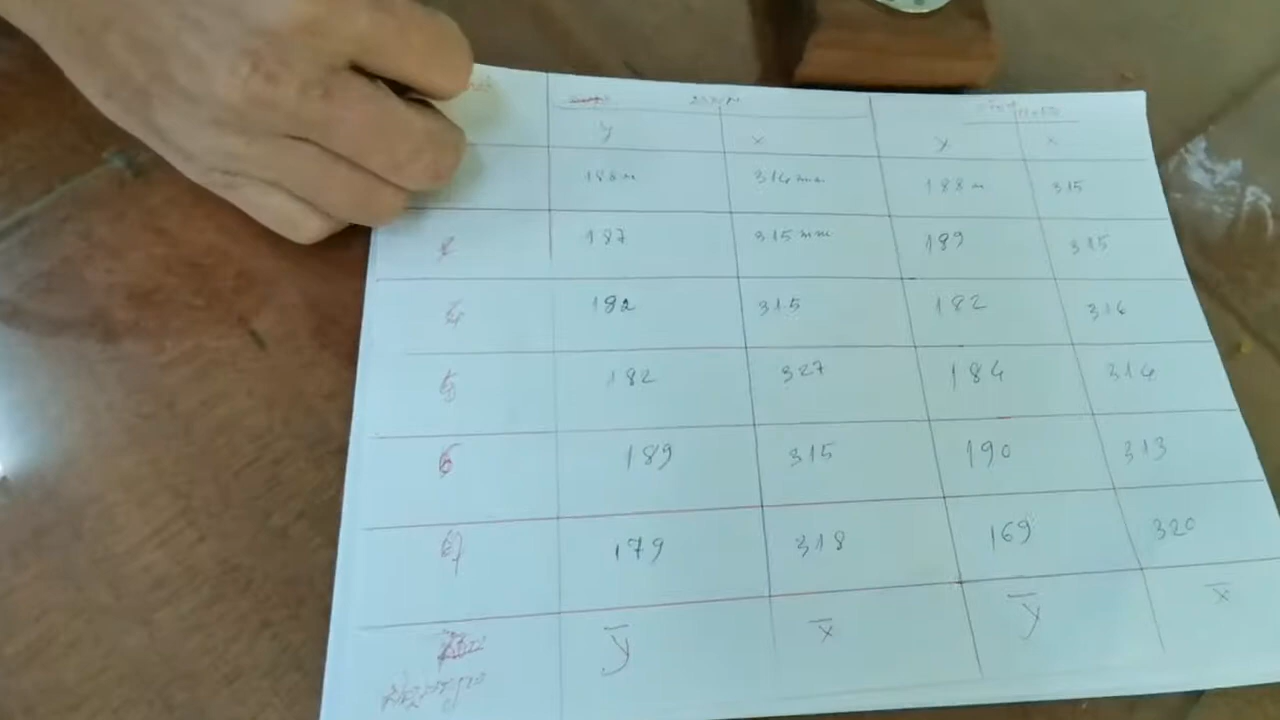 y x y x
188 м 314 mm 188 м 315
187 315 mm 189 315
182 315 182 316
5 182 327 184 314
6 189 315 190 313
179 318 169 320
y̅ x̅ y̅ x̅